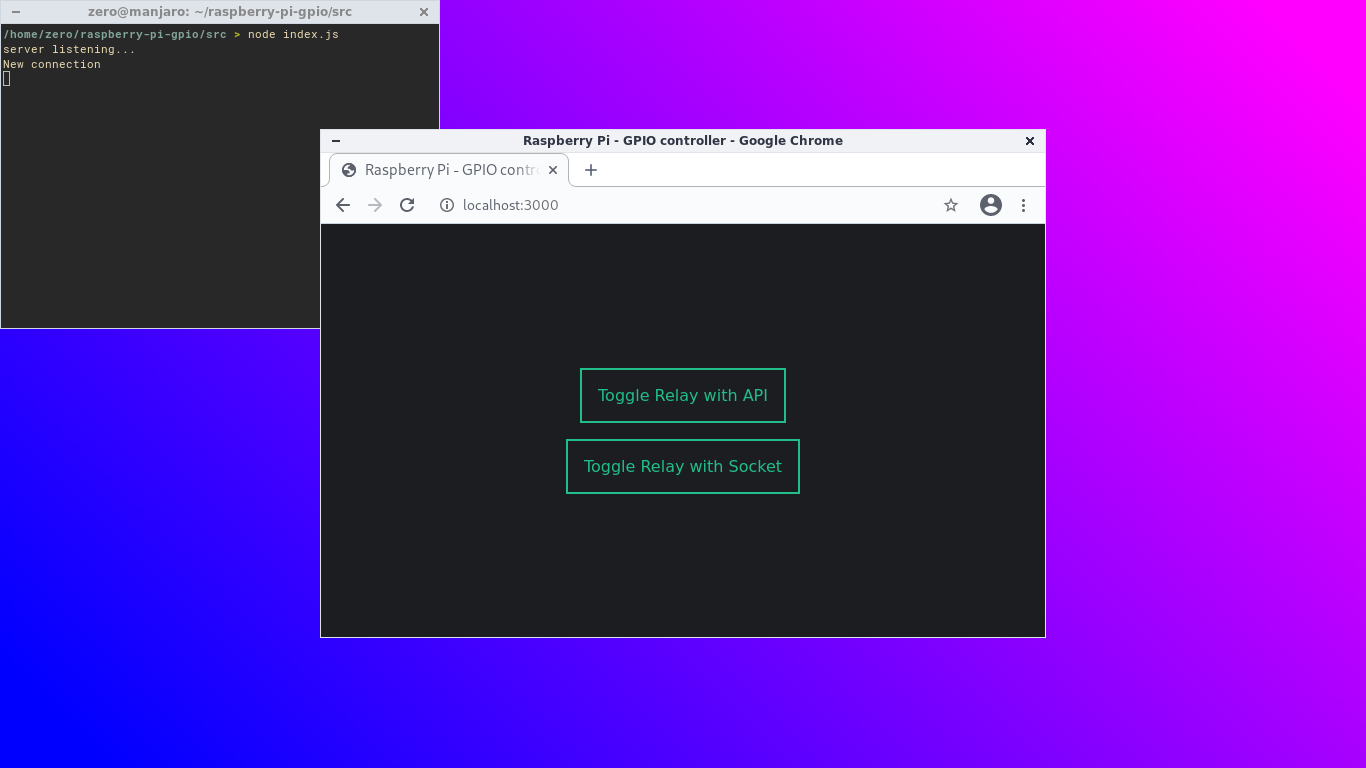 zero@manjaro: ~/raspberry-pi-gpio/src
/home/zero/raspberry-pi-gpio/src > node index.js
server listening...
New connection
Raspberry Pi - GPIO controller - Google Chrome
Raspberry Pi - GPIO contr
localhost:3000
Toggle Relay with API
Toggle Relay with Socket